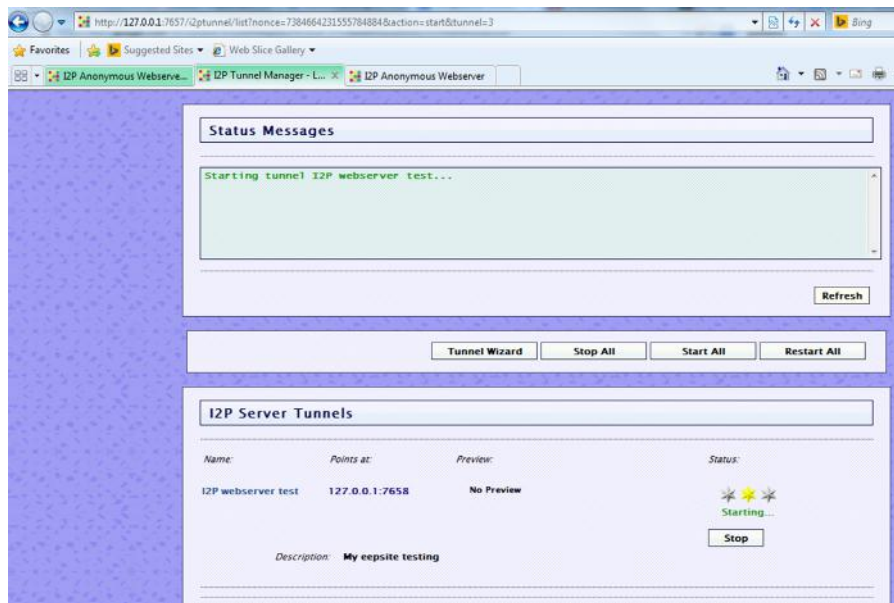 http://127.0.0.1:7657/i2ptunnel/list?nonce=7384664231555784884&action=start&tunnel=3
Bing
Favorites
Suggested Sites
Web Slice Gallery
I2P Anonymous Webserve...
I2P Tunnel Manager - L...
I2P Anonymous Webserver
Status Messages
Starting tunnel I2P webserver test...
Refresh
Tunnel Wizard
Stop All
Start All
Restart All
I2P Server Tunnels
Name:
Points at:
Preview:
Status:
I2P webserver test
127.0.0.1:7658
No Preview
Starting...
Stop
Description: My eepsite testing